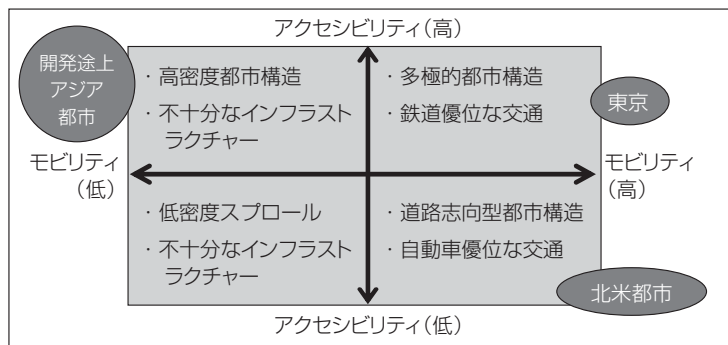 アクセシビリティ(高)
開発途上
アジア
都市
・高密度都市構造
・不十分なインフラスト
ラクチャー
・多極的都市構造
・鉄道優位な交通
東京
モビリティ
(低)
モビリティ
(高)
・低密度スプロール
・不十分なインフラスト
ラクチャー
・道路志向型都市構造
・自動車優位な交通
北米都市
アクセシビリティ(低)